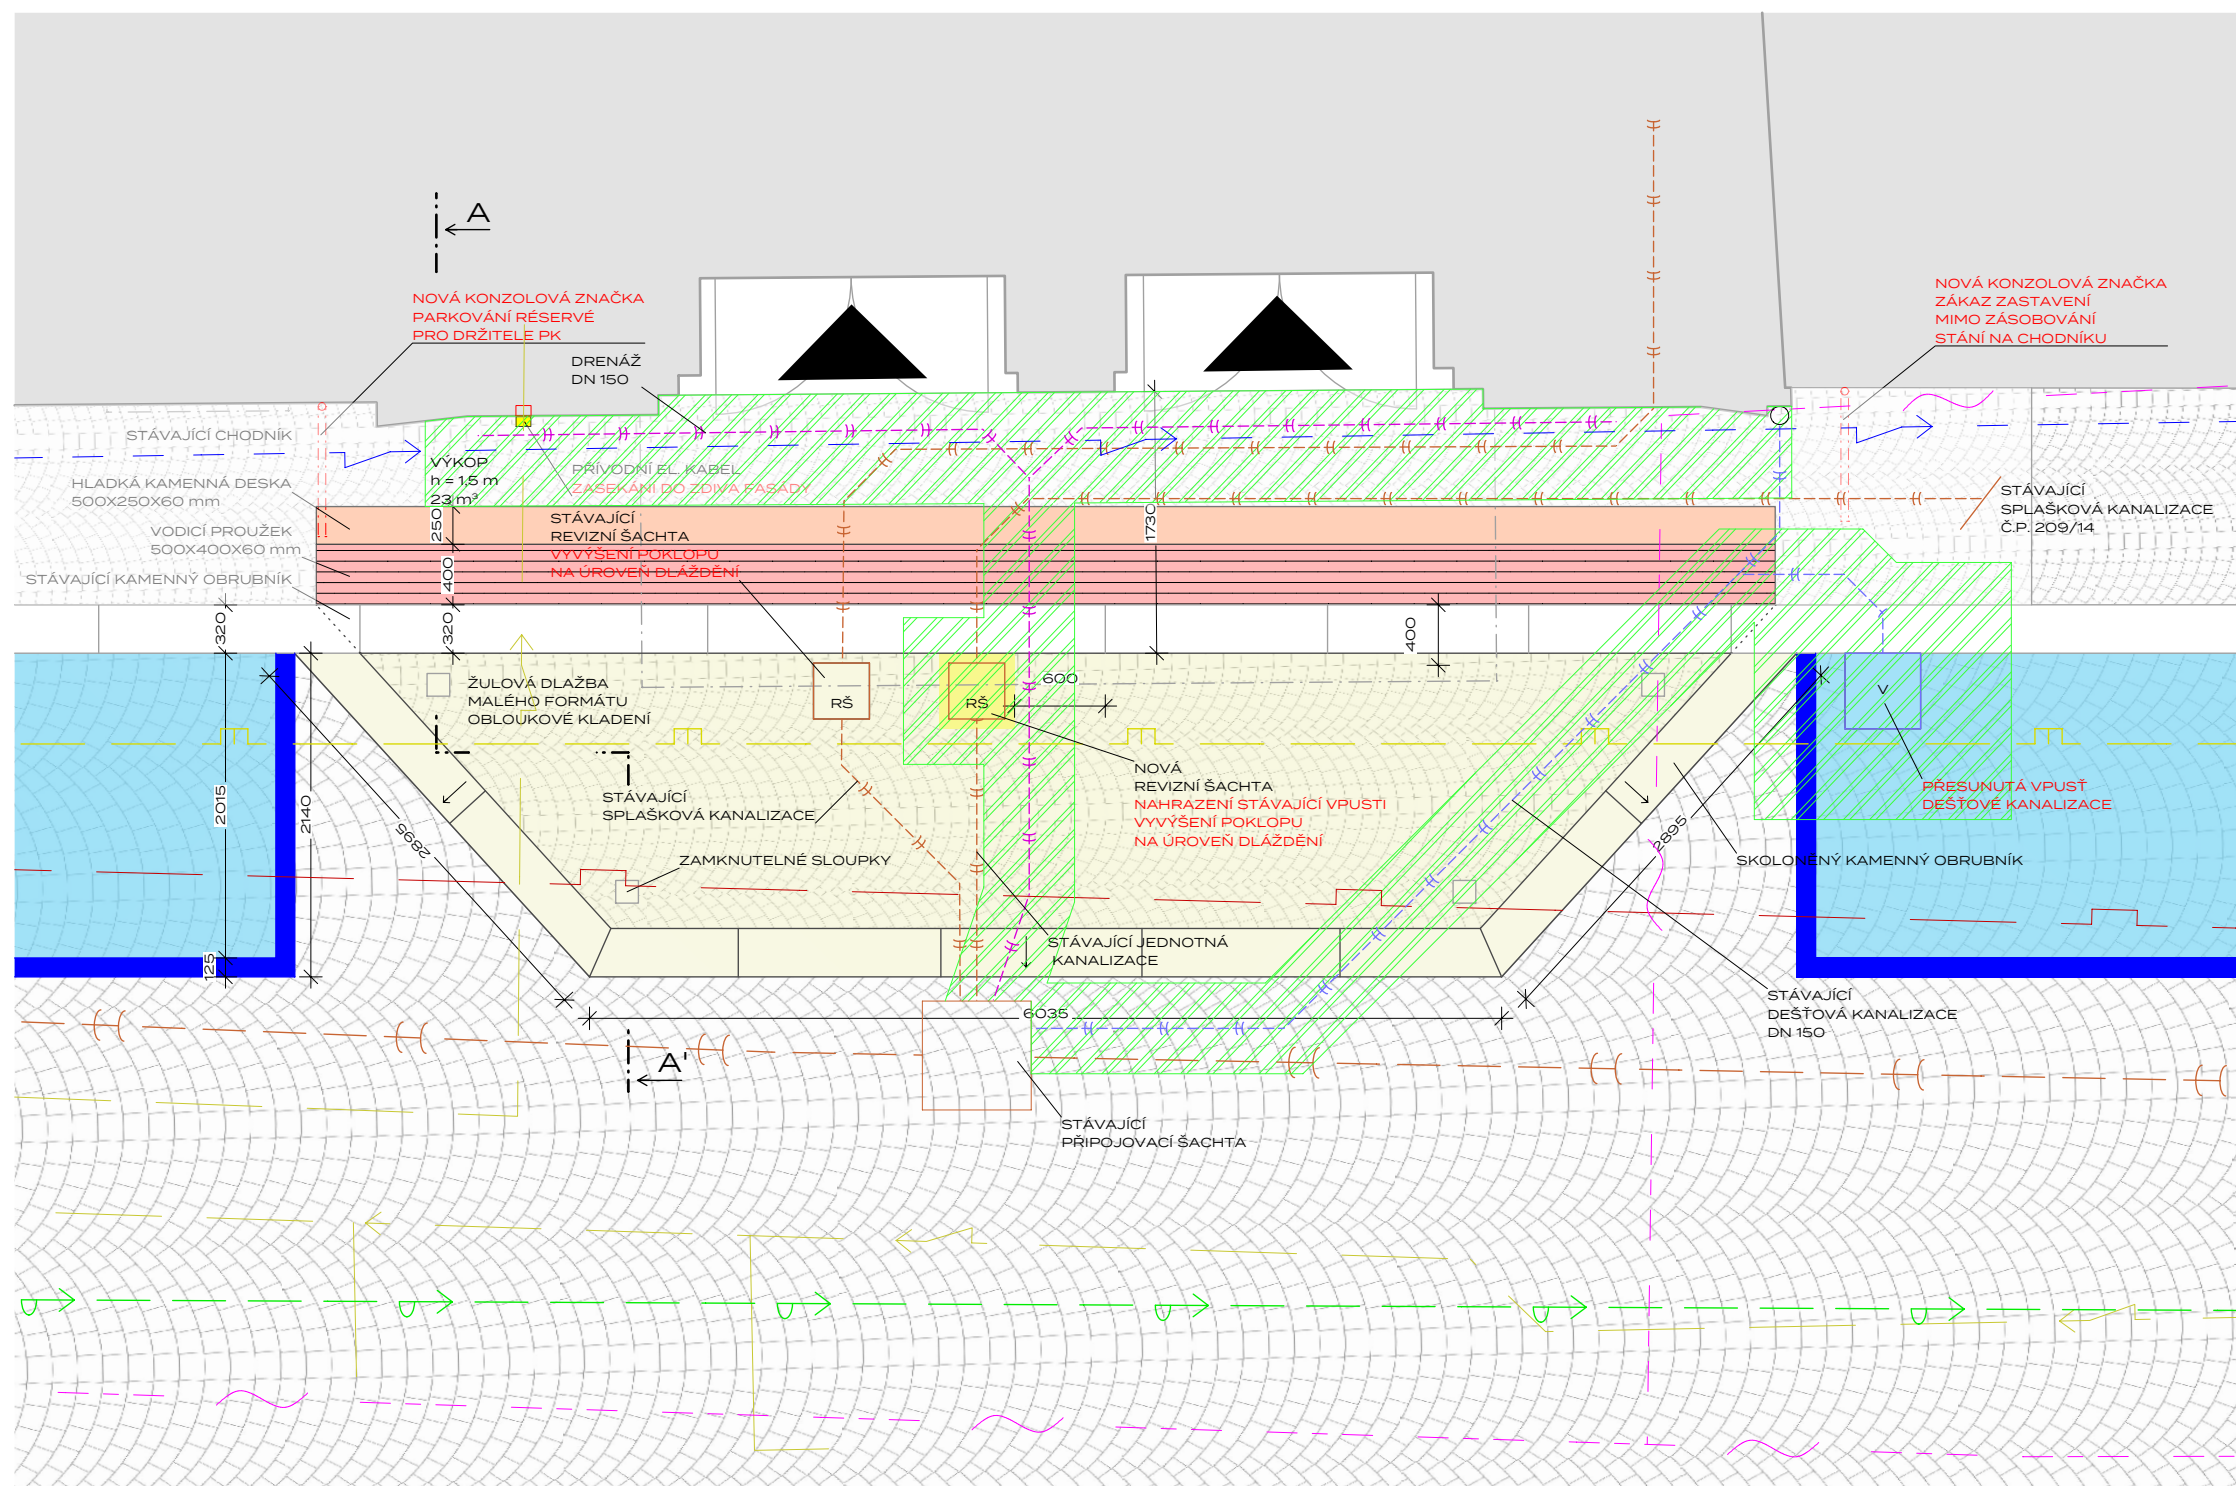 A
NOVÁ KONZOLOVÁ ZNAČKA
PARKOVÁNÍ RÉSERVÉ
PRO DRŽITELE PK
NOVÁ KONZOLOVÁ ZNAČKA
ZÁKAZ ZASTAVENÍ
MIMO ZÁSOBOVÁNÍ
STÁNÍ NA CHODNÍKU
DRENÁŽ
DN 150
STÁVAJÍCÍ CHODNÍK
VÝKOP
h = 1,5 m
23 m³
PŘÍVODNÍ EL. KABEL
ZASEKÁNÍ DO ZDIVA FASÁDY
HLADKÁ KAMENNÁ DESKA
500X250X60 mm
VODICÍ PROUŽEK
500X400X60 mm
STÁVAJÍCÍ KAMENNÝ OBRUBNÍK
STÁVAJÍCÍ
REVIZNÍ ŠACHTA
VYVÝŠENÍ POKLOPU
NA ÚROVEŇ DLÁŽDĚNÍ
STÁVAJÍCÍ
SPLAŠKOVÁ KANALIZACE
Č.P. 209/14
250
400
320
320
1730
400
600
ŽULOVÁ DLAŽBA
MALÉHO FORMÁTU
OBLOUKOVÉ KLADENÍ
RŠ
RŠ
V
2015
2140
125
2895
2895
STÁVAJÍCÍ
SPLAŠKOVÁ KANALIZACE
NOVÁ
REVIZNÍ ŠACHTA
NAHRAZENÍ STÁVAJÍCÍ VPUSTI
VYVÝŠENÍ POKLOPU
NA ÚROVEŇ DLÁŽDĚNÍ
PŘESUNUTÁ VPUSŤ
DEŠŤOVÉ KANALIZACE
ZAMKNUTELNÉ SLOUPKY
SKOLONĚNÝ KAMENNÝ OBRUBNÍK
STÁVAJÍCÍ JEDNOTNÁ
KANALIZACE
STÁVAJÍCÍ
DEŠŤOVÁ KANALIZACE
DN 150
6035
A'
STÁVAJÍCÍ
PŘIPOJOVACÍ ŠACHTA